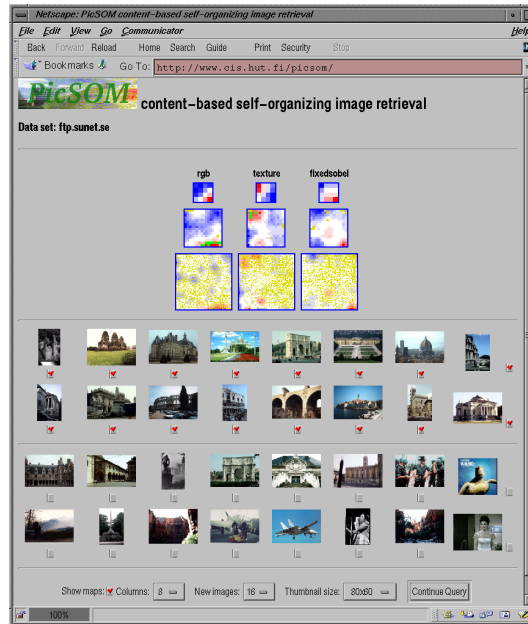 Netscape: PicSOM content-based self-organizing image retrieval
File Edit View Go Communicator Help
Back Forward Reload Home Search Guide Print Security Stop
Bookmarks Go To: http://www.cis.hut.fi/picsom/
PicSOM content-based self-organizing image retrieval
Data set: ftp.sunet.se
rgb texture fixedsobel
Show maps: Columns: 8 New images: 16 Thumbnail size: 80x60 Continue Query
100%